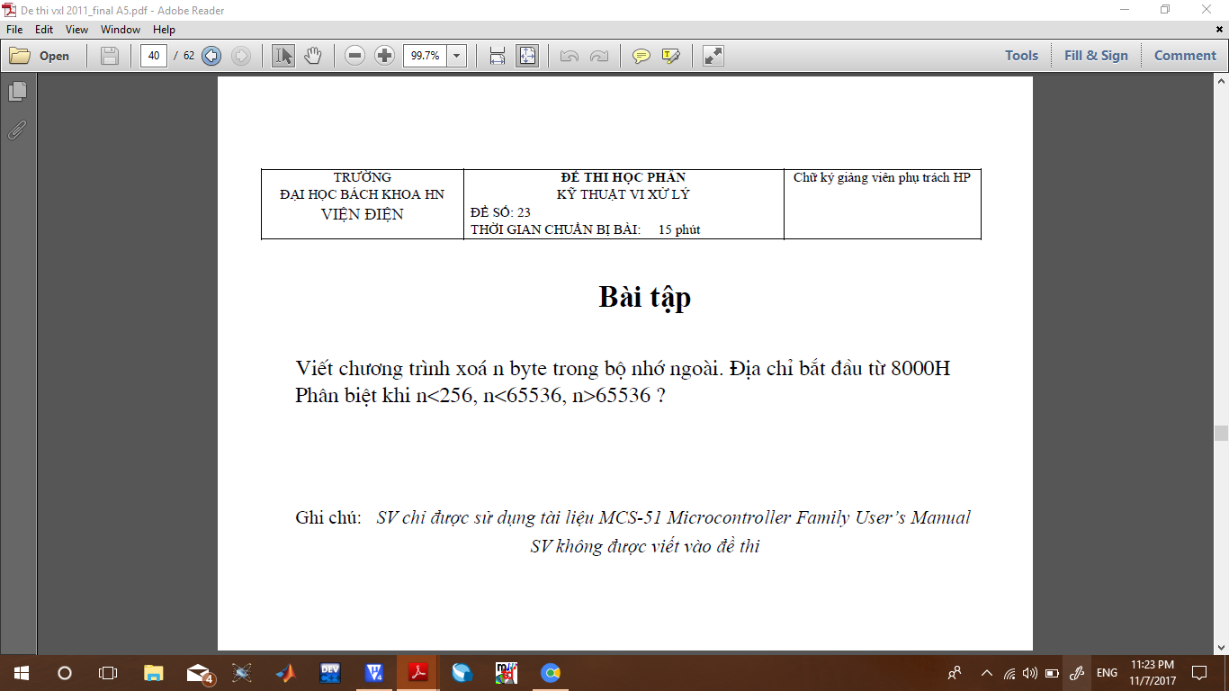 De thi vxl 2011_final A5.pdf - Adobe Reader
File Edit View Window Help
Open 40 / 62 99.7% Tools Fill & Sign Comment
TRƯỜNG
ĐẠI HỌC BÁCH KHOA HN
VIỆN ĐIỆN
ĐỀ THI HỌC PHẦN
KỸ THUẬT VI XỬ LÝ
ĐỀ SỐ: 23
THỜI GIAN CHUẨN BỊ BÀI: 15 phút
Chữ ký giảng viên phụ trách HP
Bài tập
Viết chương trình xoá n byte trong bộ nhớ ngoài. Địa chỉ bắt đầu từ 8000H
Phân biệt khi n<256, n<65536, n>65536 ?
Ghi chú: SV chỉ được sử dụng tài liệu MCS-51 Microcontroller Family User's Manual
SV không được viết vào đề thi
4
DEV
ENG
11:23 PM
11/7/2017